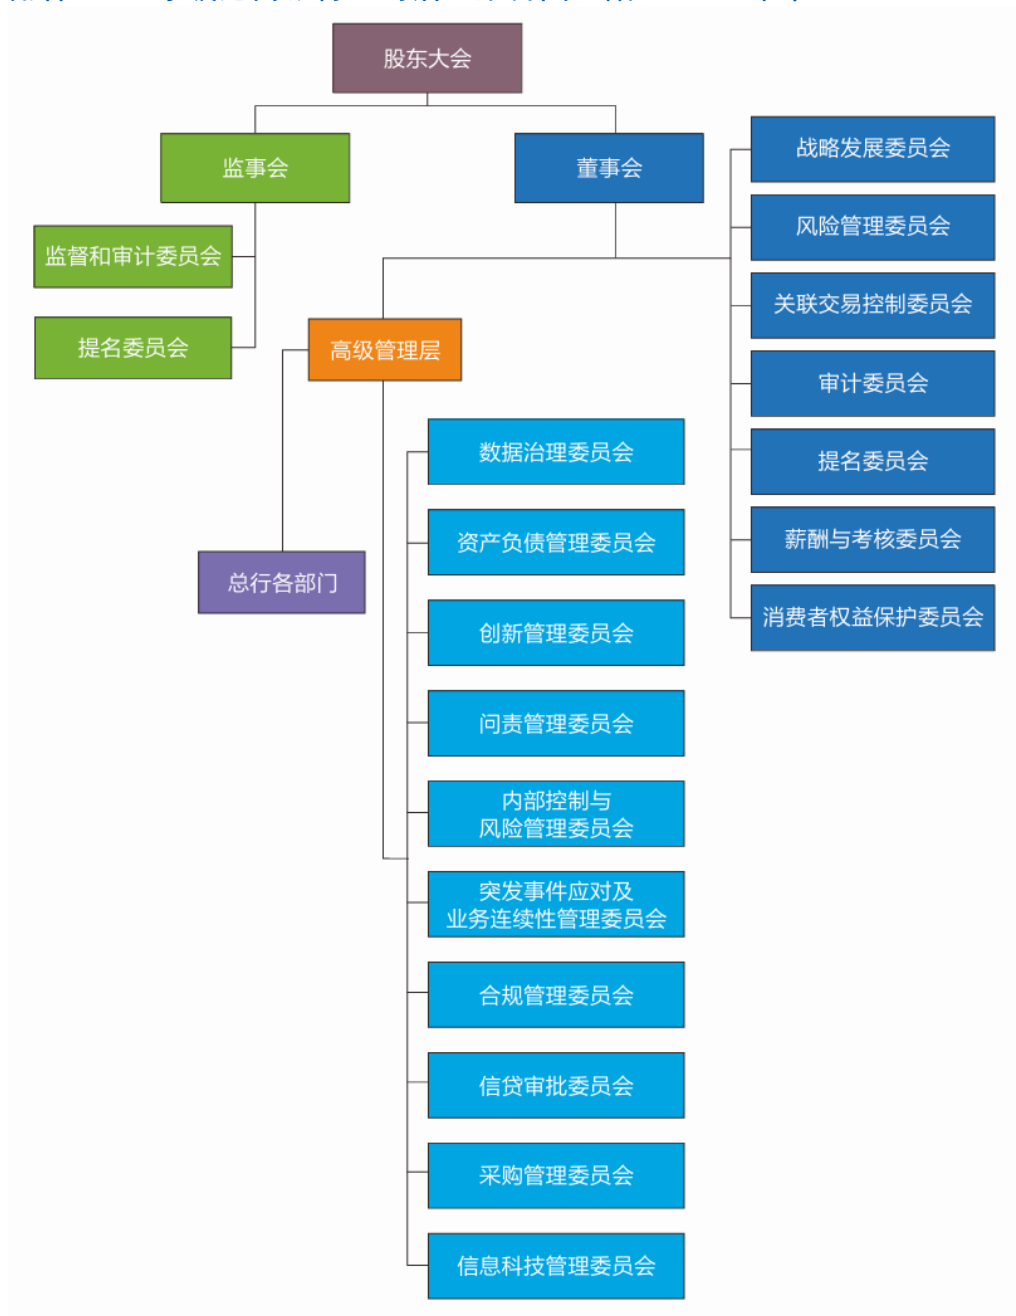 股东大会
监事会
董事会
监督和审计委员会
提名委员会
高级管理层
总行各部门
战略发展委员会
风险管理委员会
关联交易控制委员会
审计委员会
提名委员会
薪酬与考核委员会
消费者权益保护委员会
数据治理委员会
资产负债管理委员会
创新管理委员会
问责管理委员会
内部控制与
风险管理委员会
突发事件应对及
业务连续性管理委员会
合规管理委员会
信贷审批委员会
采购管理委员会
信息科技管理委员会